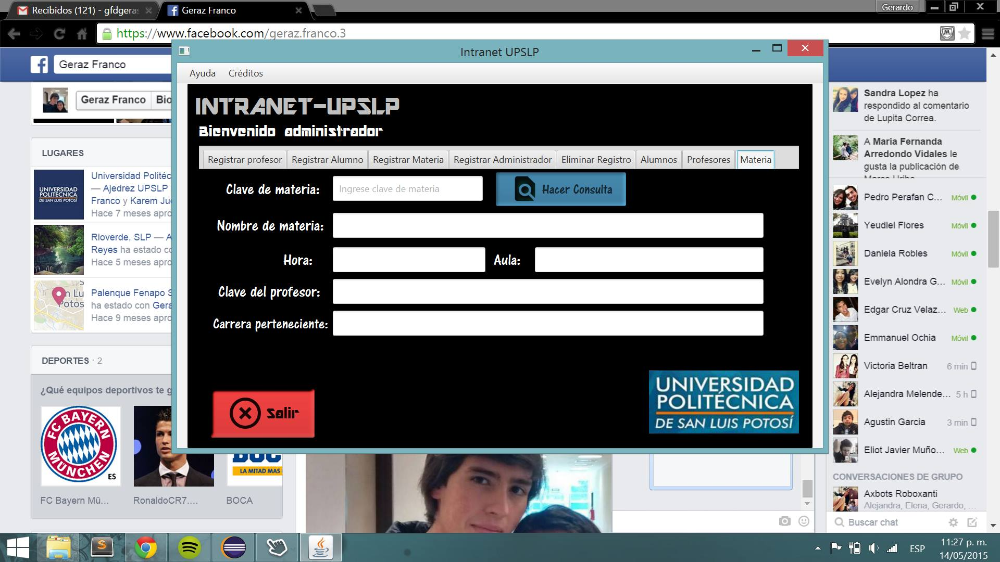 Recibidos (121) - gfdgeras
Geraz Franco
Gerardo
https://www.facebook.com/geraz.franco.3
Geraz Franco
Geraz Franco
Bio
LUGARES
Universidad Politéc
— Ajedrez UPSLP
Franco y Karem Jud
Hace 7 meses apro
Rioverde, SLP — A
Reyes ha estado co
Hace 5 meses apro
Palenque Fenapo S
ha estado con Gera
Hace 9 meses apro
UNIVERSIDAD
POLITÉCNICA
DE SAN LUIS POTOSÍ
DEPORTES · 2
¿Qué equipos deportivos te g
FC BAYERN
MÜNCHEN
ES
LA MITAD MAS
FC Bayern Mü...
RonaldoCR7....
BOCA
Intranet UPSLP
Ayuda
Créditos
INTRANET-UPSLP
Bienvenido administrador
Registrar profesor
Registrar Alumno
Registrar Materia
Registrar Administrador
Eliminar Registro
Alumnos
Profesores
Materia
Clave de materia:
Ingrese clave de materia
Hacer Consulta
Nombre de materia:
Hora:
Aula:
Clave del profesor:
Carrera perteneciente:
Salir
UNIVERSIDAD
POLITÉCNICA
DE SAN LUIS POTOSÍ
Sandra Lopez ha
respondido al comentario
de Lupita Correa.
A Maria Fernanda
Arredondo Vidales le
gusta la publicación de
Pedro Perafan C... Móvil
Yeudiel Flores Móvil
Daniela Robles Móvil
Evelyn Alondra G... Móvil
Edgar Cruz Velaz... Web
Emmanuel Ochia Móvil
Victoria Beltran 6 min
Alejandra Melende... 5 h
Agustin Garcia 3 min
Eliot Javier Muño... Web
CONVERSACIONES DE GRUPO
Axbots Roboxanti
Alejandra, Elena, Gerardo, ...
Buscar chat
ESP
11:27 p. m.
14/05/2015